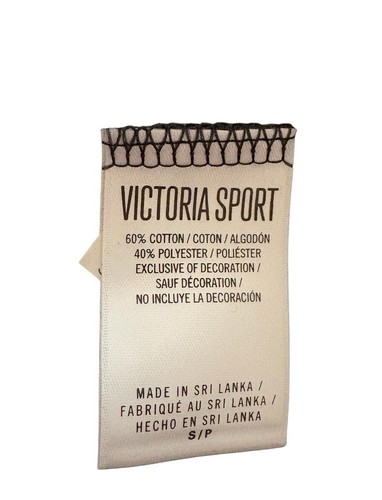 VICTORIA SPORT
60% COTTON / COTON / ALGODÓN
40% POLYESTER / POLIÉSTER
EXCLUSIVE OF DECORATION /
SAUF DÉCORATION /
NO INCLUYE LA DECORACIÓN
MADE IN SRI LANKA /
FABRIQUÉ AU SRI LANKA /
HECHO EN SRI LANKA
S/P